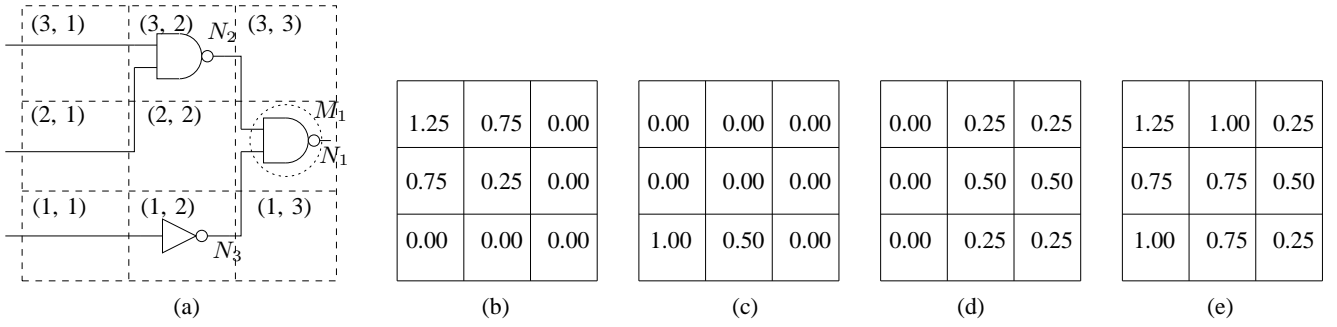 (3, 1) (3, 2) N₂ (3, 3)
(2, 1) (2, 2) M₁
N₁
(1, 1) (1, 2) (1, 3)
N₃
(a)
1.25 0.75 0.00
0.75 0.25 0.00
0.00 0.00 0.00
(b)
0.00 0.00 0.00
0.00 0.00 0.00
1.00 0.50 0.00
(c)
0.00 0.25 0.25
0.00 0.50 0.50
0.00 0.25 0.25
(d)
1.25 1.00 0.25
0.75 0.75 0.50
1.00 0.75 0.25
(e)